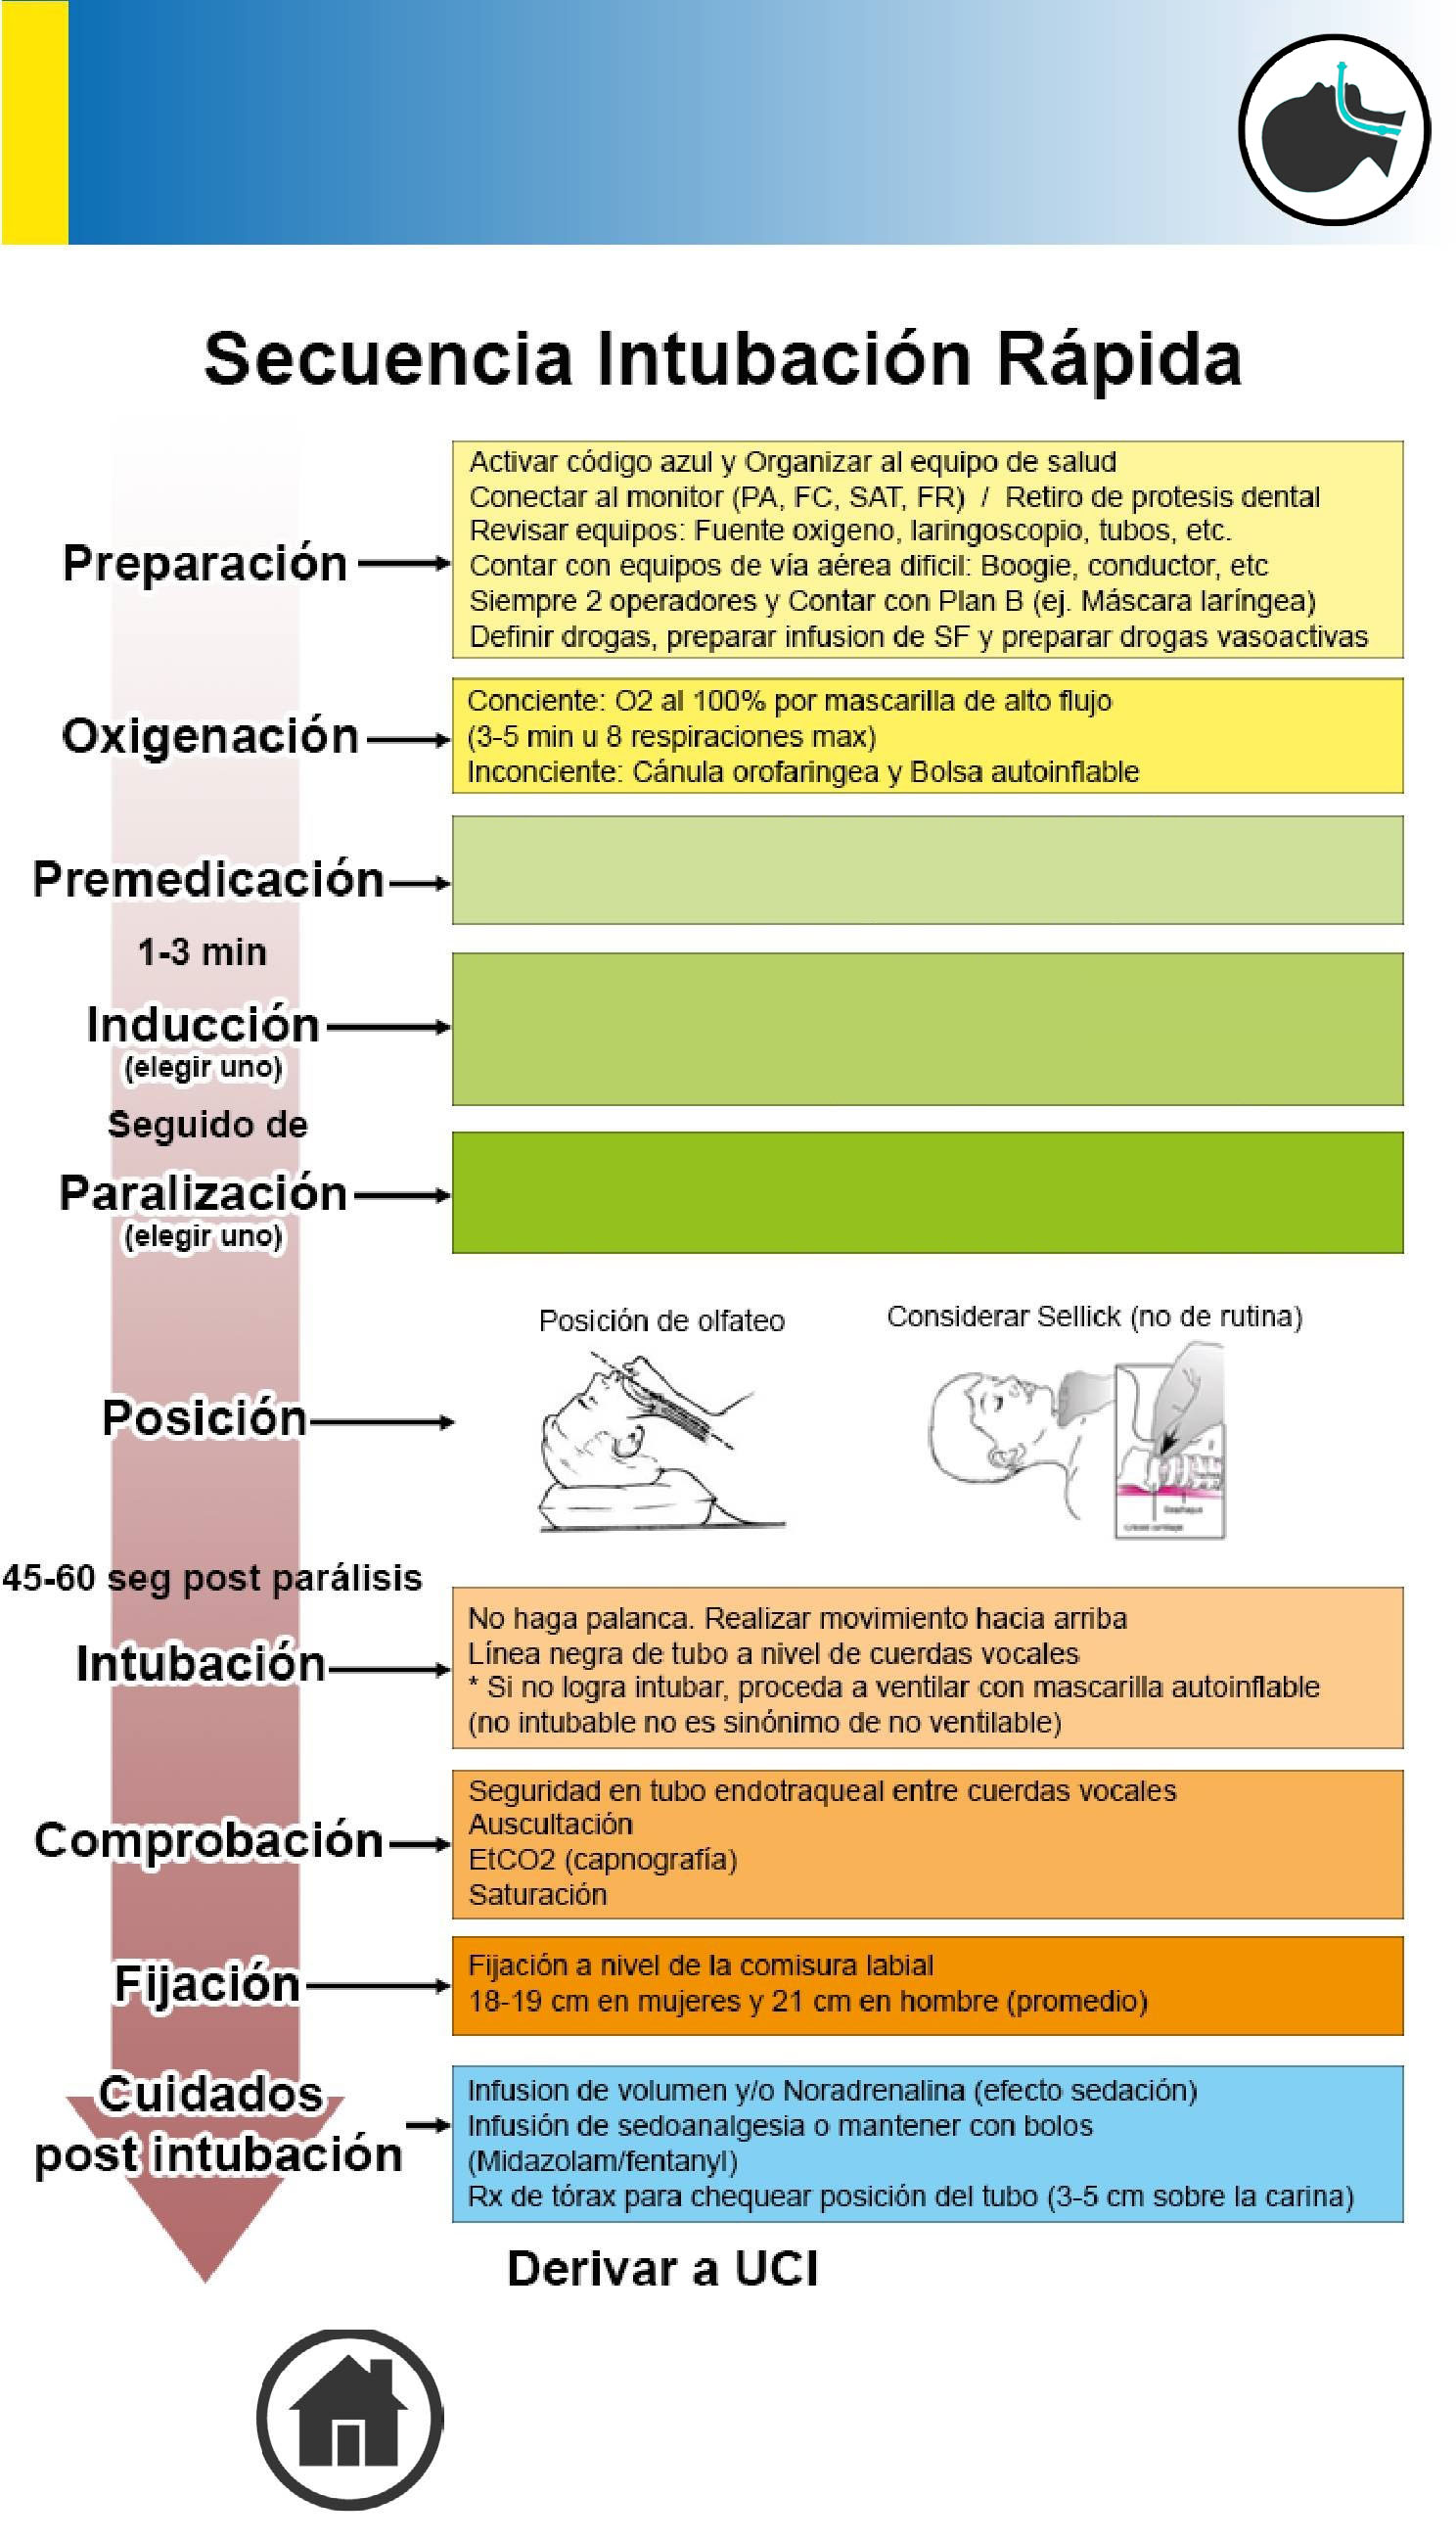 Secuencia Intubación Rápida
Preparación
Activar código azul y Organizar al equipo de salud
Conectar al monitor (PA, FC, SAT, FR)  /  Retiro de protesis dental
Revisar equipos: Fuente oxigeno, laringoscopio, tubos, etc.
Contar con equipos de vía aérea dificil: Boogie, conductor, etc
Siempre 2 operadores y Contar con Plan B (ej. Máscara laríngea)
Definir drogas, preparar infusion de SF y preparar drogas vasoactivas
Oxigenación
Conciente: O2 al 100% por mascarilla de alto flujo
(3-5 min u 8 respiraciones max)
Inconciente: Cánula orofaringea y Bolsa autoinflable
Premedicación
1-3 min
Inducción
(elegir uno)
Seguido de
Paralización
(elegir uno)
Posición
Posición de olfateo
Considerar Sellick (no de rutina)
Esophagus
Cricoid cartilage
45-60 seg post parálisis
Intubación
No haga palanca. Realizar movimiento hacia arriba
Línea negra de tubo a nivel de cuerdas vocales
* Si no logra intubar, proceda a ventilar con mascarilla autoinflable
(no intubable no es sinónimo de no ventilable)
Comprobación
Seguridad en tubo endotraqueal entre cuerdas vocales
Auscultación
EtCO2 (capnografía)
Saturación
Fijación
Fijación a nivel de la comisura labial
18-19 cm en mujeres y 21 cm en hombre (promedio)
Cuidados
post intubación
Infusion de volumen y/o Noradrenalina (efecto sedación)
Infusión de sedoanalgesia o mantener con bolos
(Midazolam/fentanyl)
Rx de tórax para chequear posición del tubo (3-5 cm sobre la carina)
Derivar a UCI